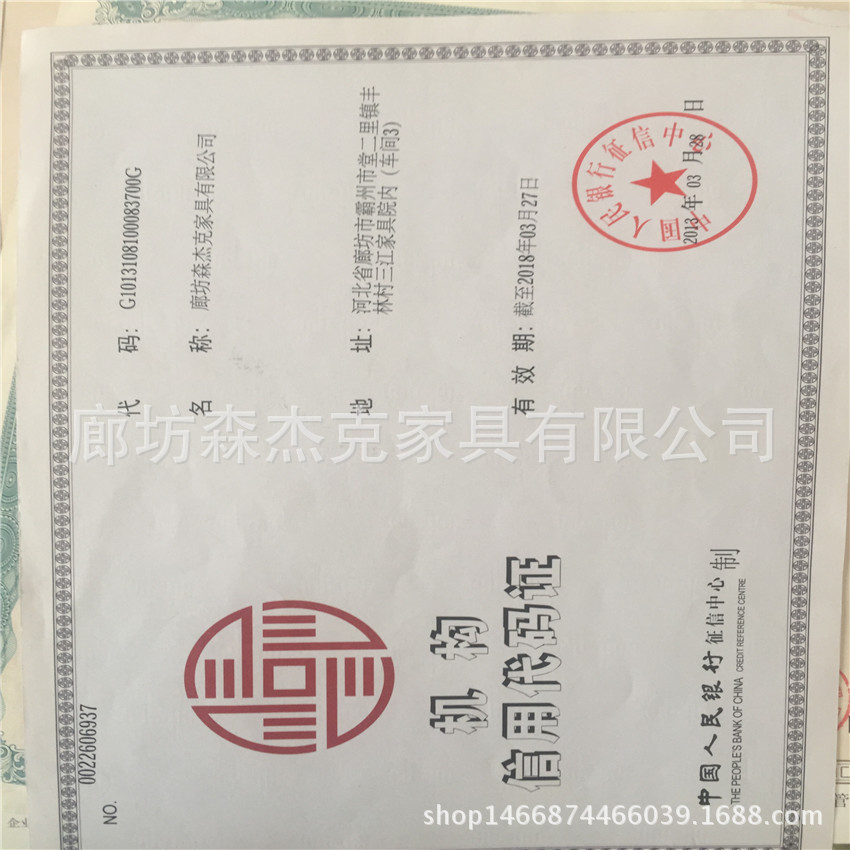 NO. 0022606937
机构
信用代码证
中国人民银行征信中心 制
THE PEOPLE'S BANK OF CHINA CREDIT REFERENCE CENTRE
代 码: G1013108100083700G
名 称: 廊坊森杰克家具有限公司
地 址: 河北省廊坊市霸州市堂二里镇丰
林村三江家具院内（车间3）
有 效 期: 截至2018年03月27日
中国人民银行征信中心
2013 年 03 月 28 日
廊坊森杰克家具有限公司
shop1466874466039.1688.com